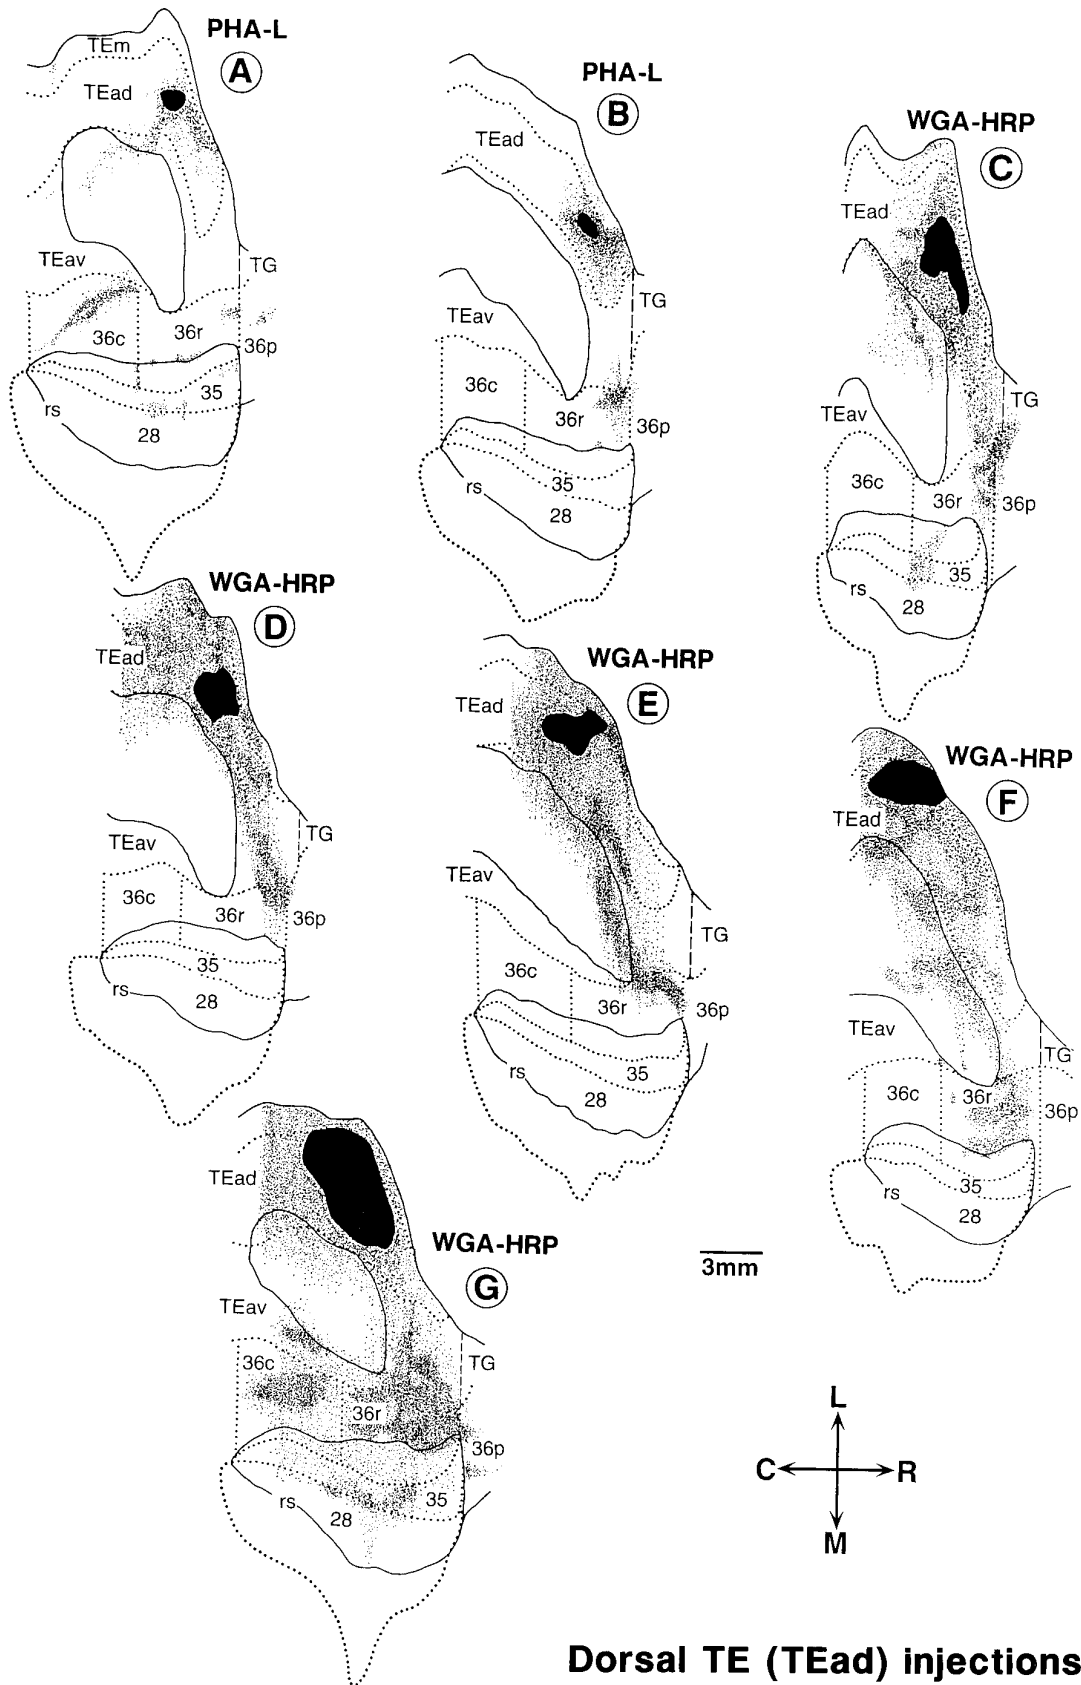 PHA-L
A
TEm
TEad
TEav
TG
36c
36r
36p
35
rs
28
PHA-L
B
TEad
TEav
TG
36c
36r
36p
35
rs
28
WGA-HRP
C
TEad
TEav
TG
36c
36r
36p
35
rs
28
WGA-HRP
D
TEad
TEav
TG
36c
36r
36p
35
rs
28
WGA-HRP
E
TEad
TEav
TG
36c
36r
36p
35
rs
28
WGA-HRP
F
TEad
TEav
TG
36c
36r
36p
35
rs
28
WGA-HRP
G
TEad
TEav
TG
36c
36r
36p
35
rs
28
3mm
L
C
R
M
Dorsal TE (TEad) injections